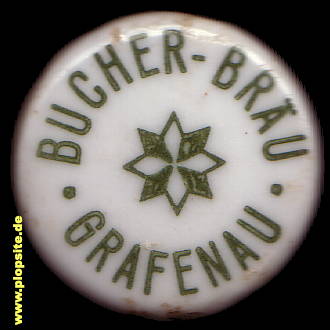 BUCHER-BRÄU
· GRAFENAU ·
www.plopsite.de